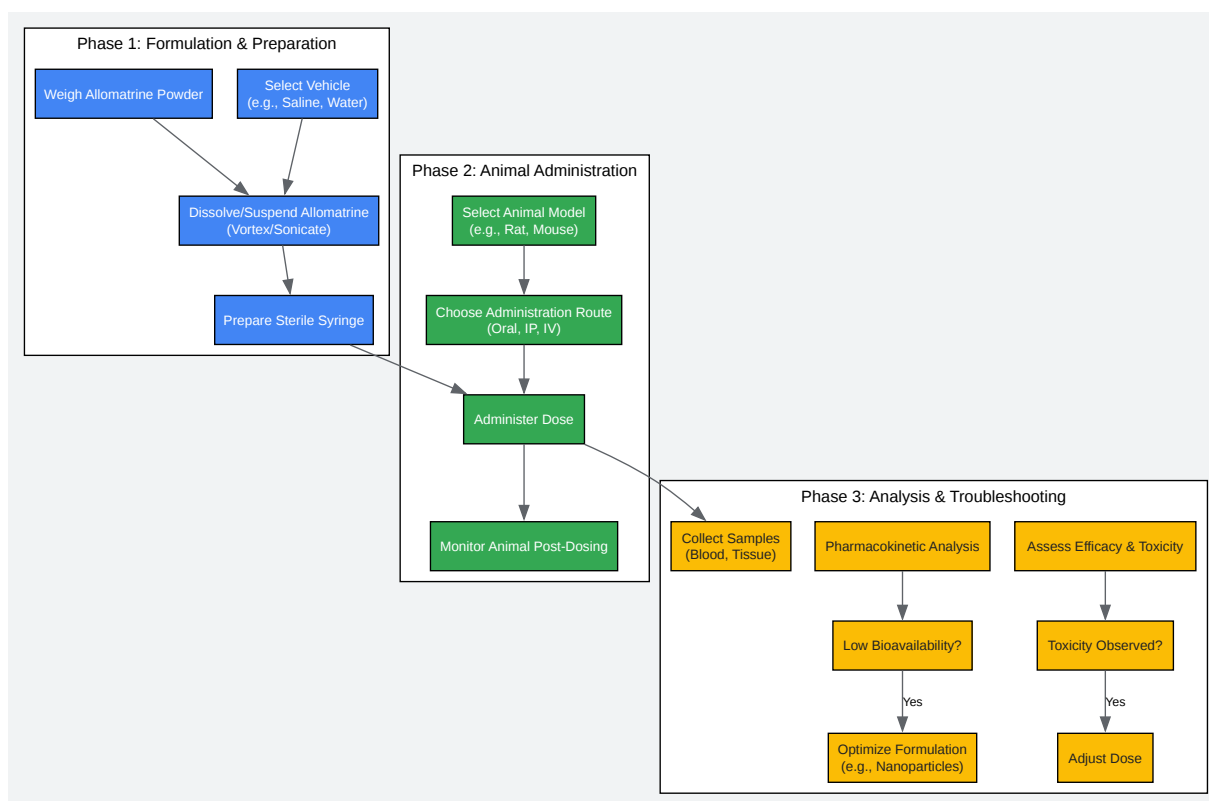 Phase 1: Formulation & Preparation
Weigh Allomatrine Powder
Select Vehicle
(e.g., Saline, Water)
Dissolve/Suspend Allomatrine
(Vortex/Sonicate)
Prepare Sterile Syringe
Phase 2: Animal Administration
Select Animal Model
(e.g., Rat, Mouse)
Choose Administration Route
(Oral, IP, IV)
Administer Dose
Monitor Animal Post-Dosing
Phase 3: Analysis & Troubleshooting
Collect Samples
(Blood, Tissue)
Pharmacokinetic Analysis
Assess Efficacy & Toxicity
Low Bioavailability?
Toxicity Observed?
Yes
Yes
Optimize Formulation
(e.g., Nanoparticles)
Adjust Dose